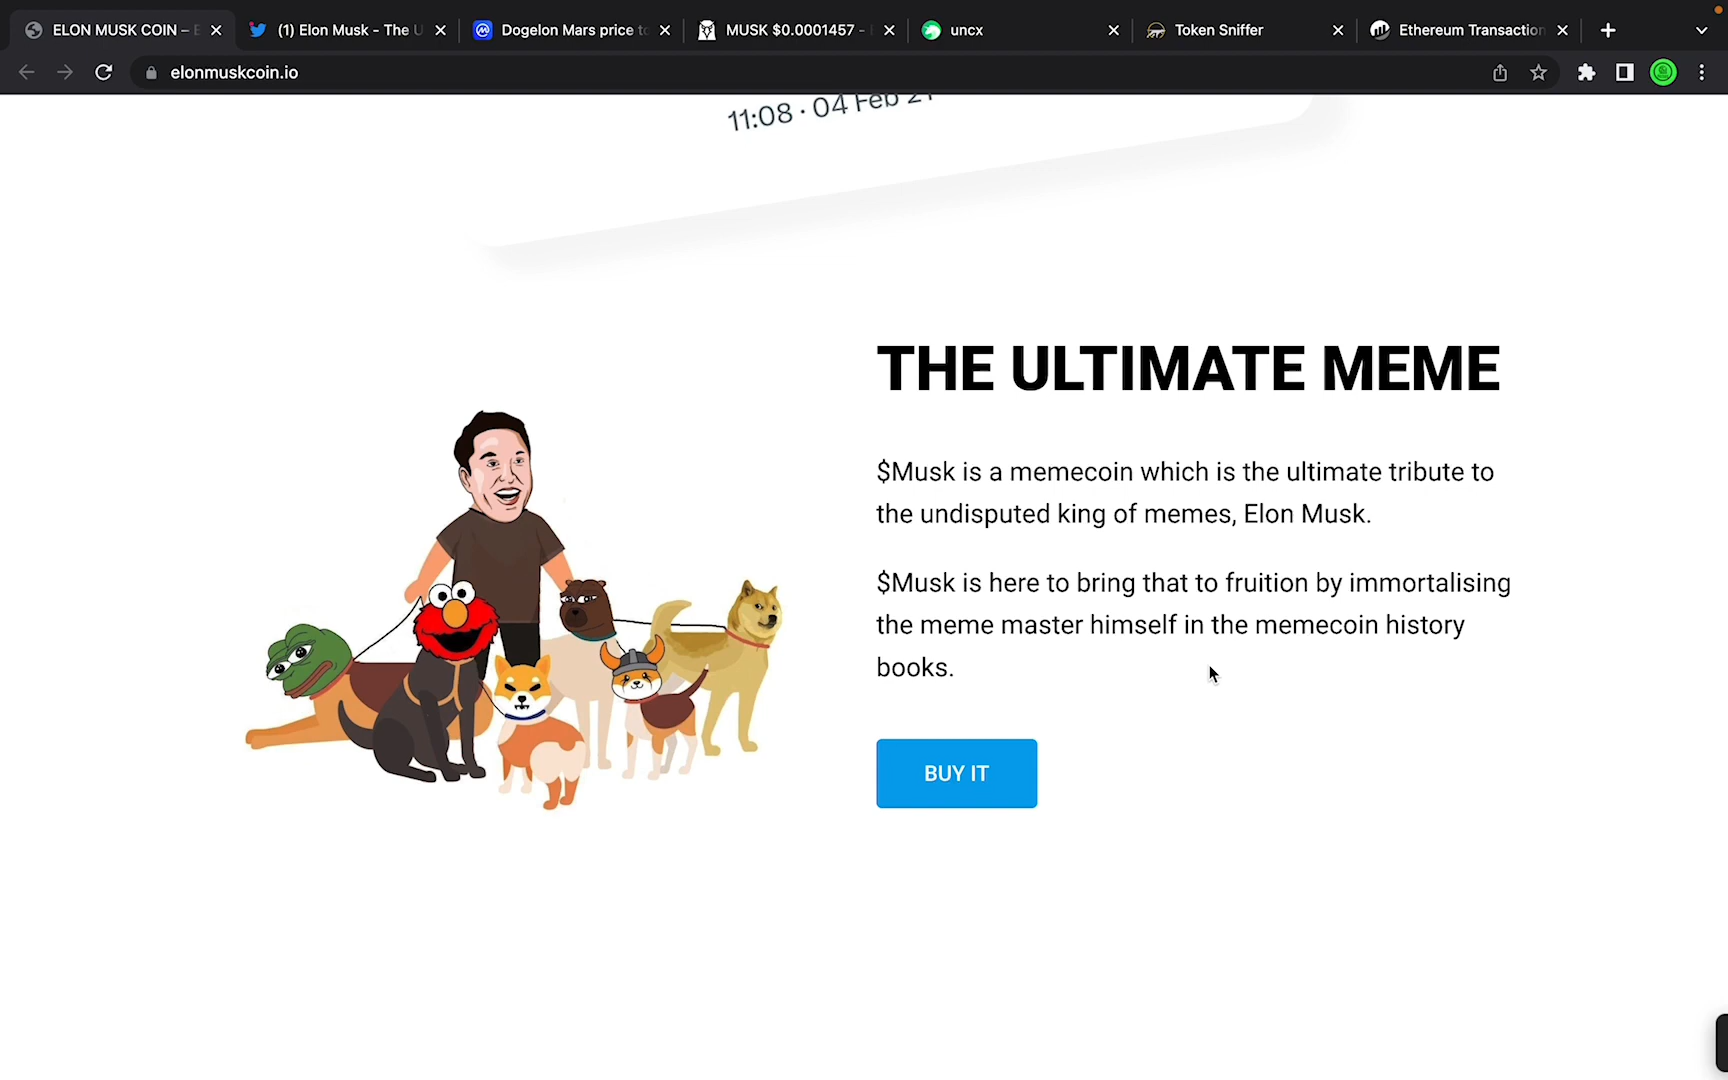 ELON MUSK COIN – E
(1) Elon Musk - The U
Dogelon Mars price to
MUSK $0.0001457 - E
uncx
Token Sniffer
Ethereum Transaction
elonmuskcoin.io
11:08 · 04 Feb 21
THE ULTIMATE MEME
$Musk is a memecoin which is the ultimate tribute to
the undisputed king of memes, Elon Musk.
$Musk is here to bring that to fruition by immortalising
the meme master himself in the memecoin history
books.
BUY IT